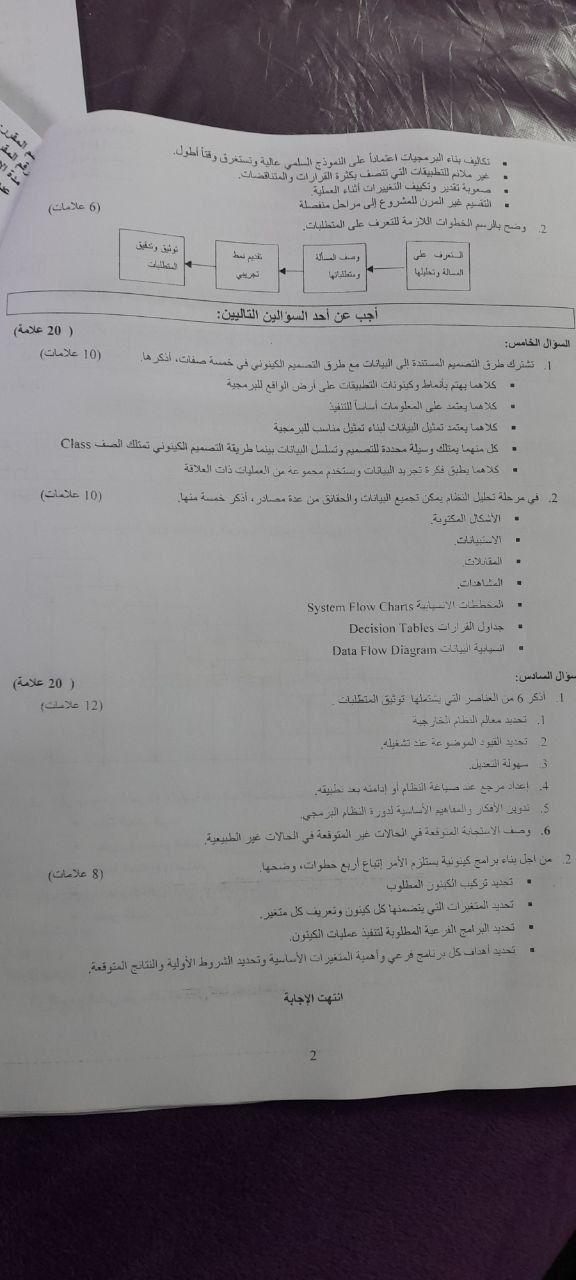 ▪ تكاليف بناء البرمجيات اعتماداً على النموذج السلمي عالية وتستغرق وقتاً أطول.
▪ غير ملائم للتطبيقات التي تتصف بكثرة القرارات والمتناقضات.
▪ صعوبة تقدير وتكييف التغييرات أثناء العملية.
▪ التقسيم غير المرن للمشروع إلى مراحل منفصلة
2. وضح بالرسم الخطوات اللازمة للتعرف على المتطلبات. (6 علامات)
التعرف على المسألة وتحليلها
وصف المسألة ومتطلباتها
تقديم نمط تجريبي
توثيق وتدقيق المتطلبات
أجب عن أحد السؤالين التاليين:
السؤال الخامس: ( 20 علامة)
1. تشترك طرق التصميم المستندة إلى البيانات مع طرق التصميم الكينوني في خمسة صفات، أذكرها. (10 علامات)
▪ كلاهما يهتم بأنماط وكينونات التطبيقات على أرض الواقع للبرمجية
▪ كلاهما يعتمد على المعلومات أساساً للتنفيذ
▪ كلاهما يعتمد تمثيل البيانات لبناء تمثيل مناسب للبرمجية
▪ كل منهما يمتلك وسيلة محددة للتصميم وتسلسل البيانات بينما طريقة التصميم الكينوني تمتلك الصف Class
▪ كلاهما يطبق فكرة تجريد البيانات ويستخدم مجموعة من العمليات ذات العلاقة
2. في مرحلة تحليل النظام يمكن تجميع البيانات والحقائق من عدة مصادر، أذكر خمسة منها. (10 علامات)
▪ الأشكال المكتوبة.
▪ الاستبيانات.
▪ المقابلات.
▪ المشاهدات.
▪ المخططات الانسيابية System Flow Charts
▪ جداول القرارات Decision Tables
▪ انسيابية البيانات Data Flow Diagram
سؤال السادس: ( 20 علامة)
1. أذكر 6 من العناصر التي يشتملها توثيق المتطلبات . (12 علامات)
1. تحديد معالم النظام الخارجية
2. تحديد القيود الموضوعة عند تشغيله.
3. سهولة التعديل.
4. إعداد مرجع عند صياغة النظام أو إدامته بعد تطبيقه.
5. تدوين الأفكار والمفاهيم الأساسية لدورة النظام البرمجي.
6. وصف الاستجابة المتوقعة في الحالات غير المتوقعة في الحالات غير الطبيعية.
2. من اجل بناء برامج كينونية يستلزم الأمر إتباع أربع خطوات، وضحها. (8 علامات)
▪ تحديد تركيب الكينون المطلوب
▪ تحديد المتغيرات التي يتضمنها كل كينون وتعريف كل متغير.
▪ تحديد البرامج الفرعية المطلوبة لتنفيذ عمليات الكينون.
▪ تحديد أهداف كل برنامج فرعي وأهمية المتغيرات الأساسية وتحديد الشروط الأولية والنتائج المتوقعة.
انتهت الإجابة
2